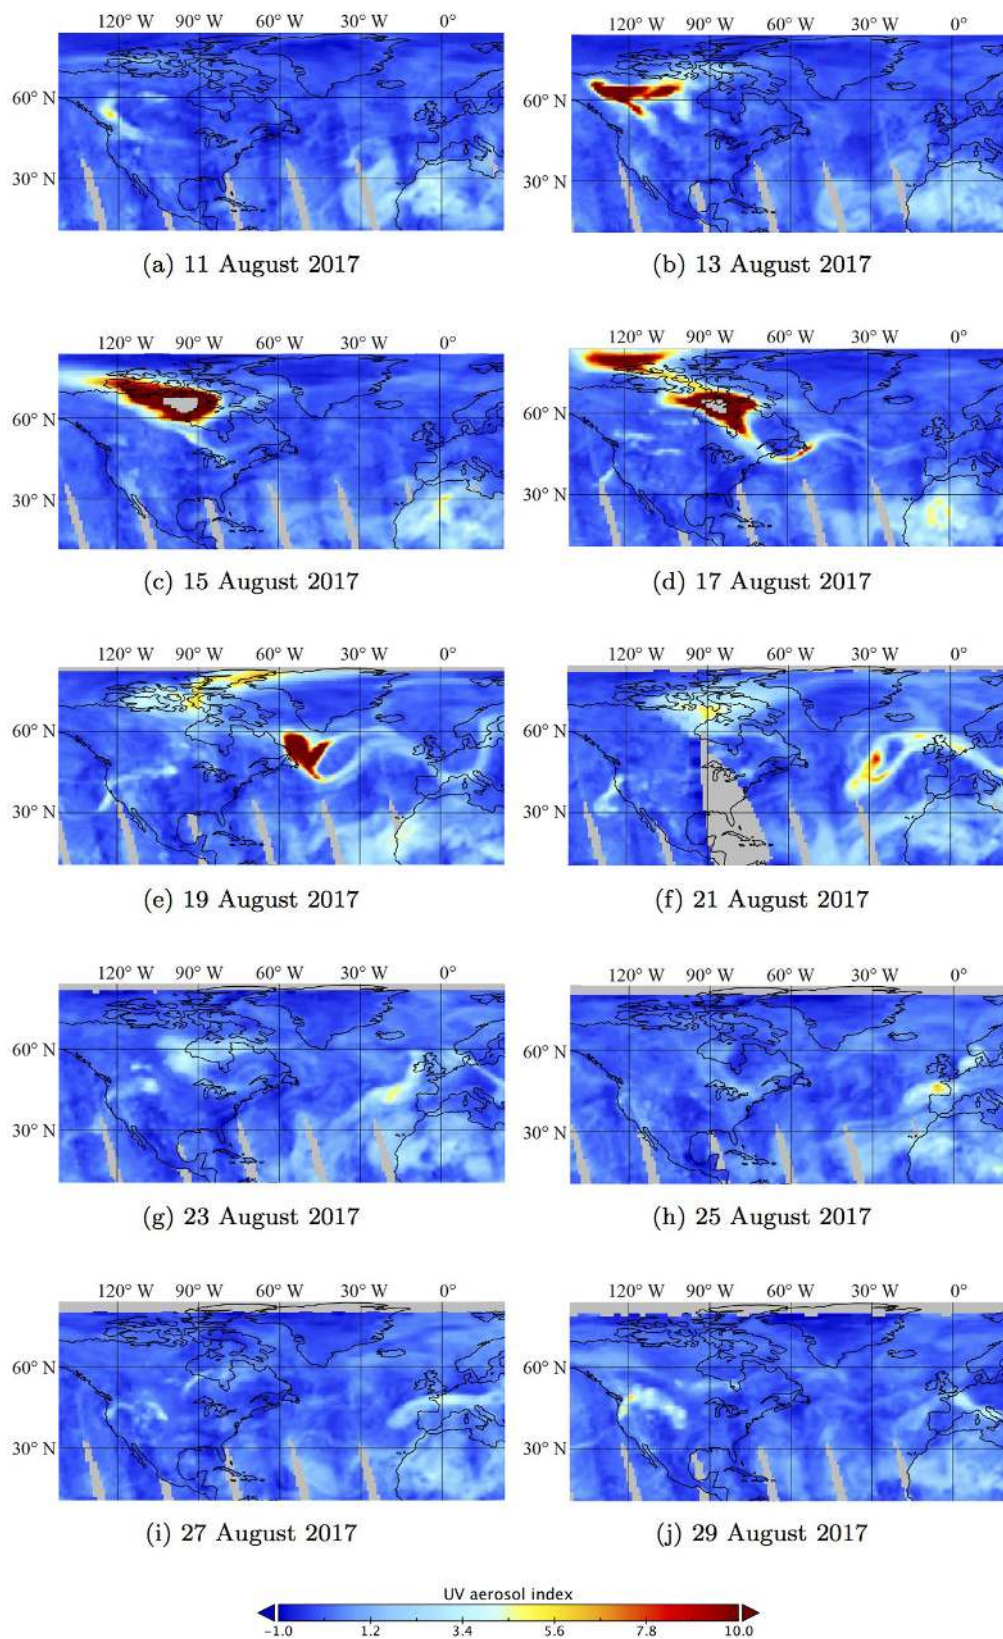 120° W 90° W 60° W 30° W 0°
60° N
30° N
(a) 11 August 2017
120° W 90° W 60° W 30° W 0°
60° N
30° N
(b) 13 August 2017
120° W 90° W 60° W 30° W 0°
60° N
30° N
(c) 15 August 2017
120° W 90° W 60° W 30° W 0°
60° N
30° N
(d) 17 August 2017
120° W 90° W 60° W 30° W 0°
60° N
30° N
(e) 19 August 2017
120° W 90° W 60° W 30° W 0°
60° N
30° N
(f) 21 August 2017
120° W 90° W 60° W 30° W 0°
60° N
30° N
(g) 23 August 2017
120° W 90° W 60° W 30° W 0°
60° N
30° N
(h) 25 August 2017
120° W 90° W 60° W 30° W 0°
60° N
30° N
(i) 27 August 2017
120° W 90° W 60° W 30° W 0°
60° N
30° N
(j) 29 August 2017
UV aerosol index
-1.0 1.2 3.4 5.6 7.8 10.0